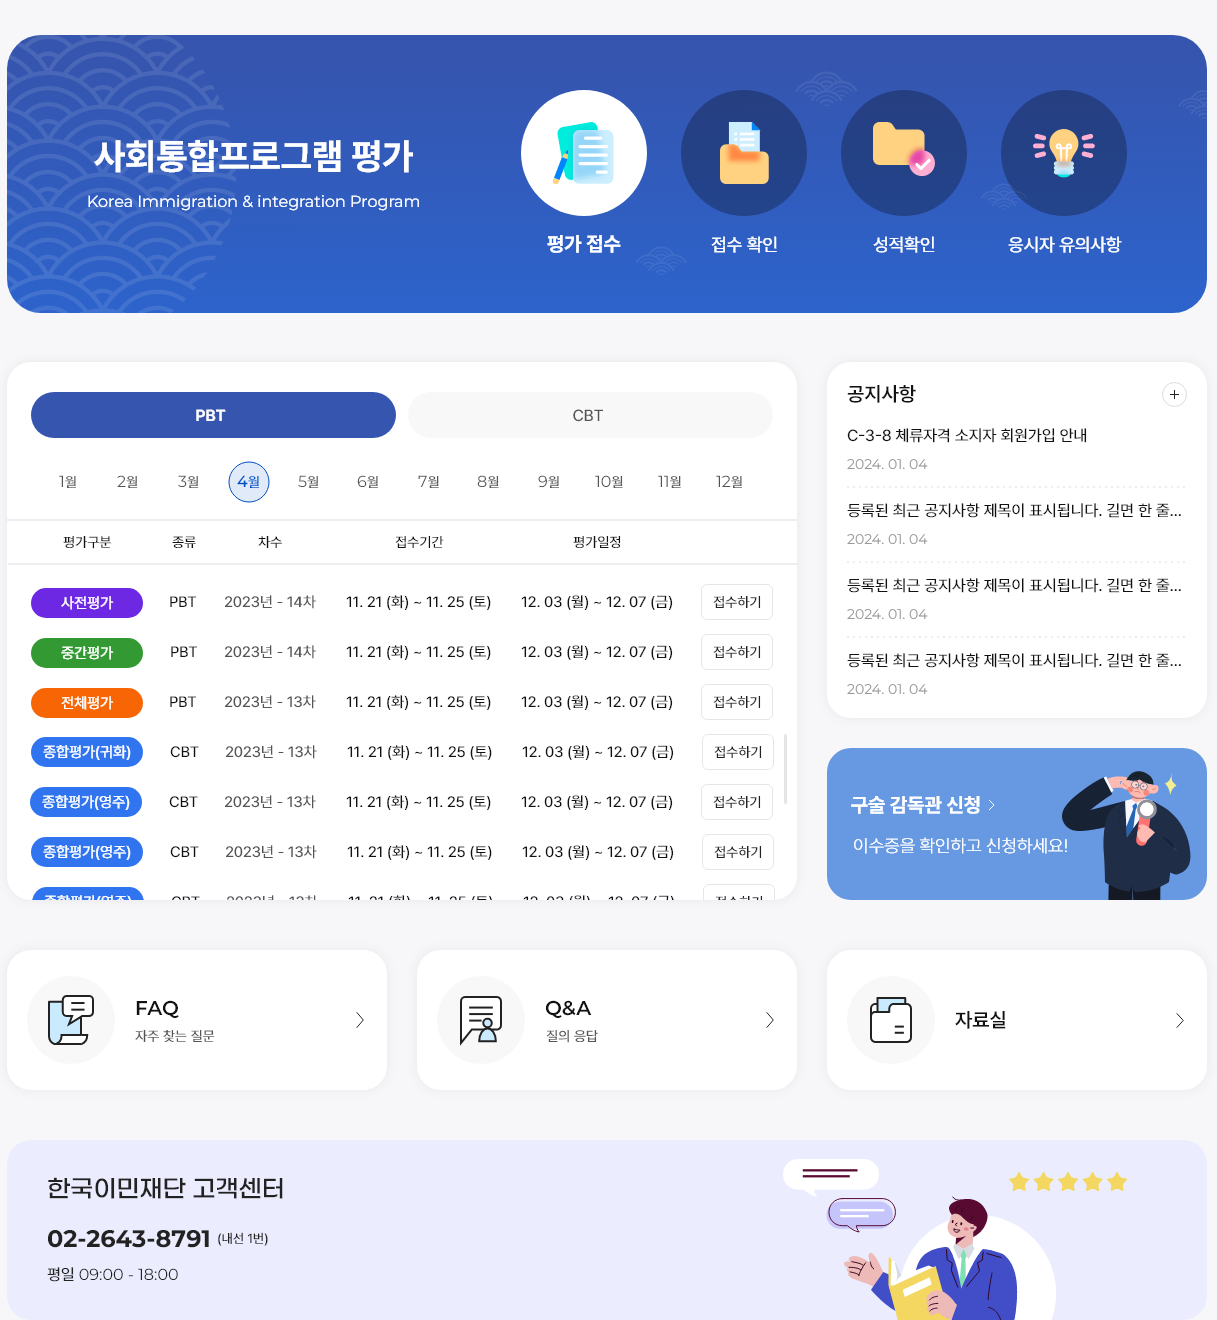 사회통합프로그램 평가
Korea Immigration & integration Program
평가 접수
접수 확인
성적확인
응시자 유의사항
PBT
CBT
1월 2월 3월 4월 5월 6월 7월 8월 9월 10월 11월 12월
평가구분 종류 차수 접수기간 평가일정
사전평가 PBT 2023년 - 14차 11. 21 (화) ~ 11. 25 (토) 12. 03 (월) ~ 12. 07 (금) 접수하기
중간평가 PBT 2023년 - 14차 11. 21 (화) ~ 11. 25 (토) 12. 03 (월) ~ 12. 07 (금) 접수하기
전체평가 PBT 2023년 - 13차 11. 21 (화) ~ 11. 25 (토) 12. 03 (월) ~ 12. 07 (금) 접수하기
종합평가(귀화) CBT 2023년 - 13차 11. 21 (화) ~ 11. 25 (토) 12. 03 (월) ~ 12. 07 (금) 접수하기
종합평가(영주) CBT 2023년 - 13차 11. 21 (화) ~ 11. 25 (토) 12. 03 (월) ~ 12. 07 (금) 접수하기
종합평가(영주) CBT 2023년 - 13차 11. 21 (화) ~ 11. 25 (토) 12. 03 (월) ~ 12. 07 (금) 접수하기
공지사항
C-3-8 체류자격 소지자 회원가입 안내
2024. 01. 04
등록된 최근 공지사항 제목이 표시됩니다. 길면 한 줄...
2024. 01. 04
등록된 최근 공지사항 제목이 표시됩니다. 길면 한 줄...
2024. 01. 04
등록된 최근 공지사항 제목이 표시됩니다. 길면 한 줄...
2024. 01. 04
구술 감독관 신청
이수증을 확인하고 신청하세요!
FAQ
자주 찾는 질문
Q&A
질의 응답
자료실
한국이민재단 고객센터
02-2643-8791 (내선 1번)
평일 09:00 - 18:00